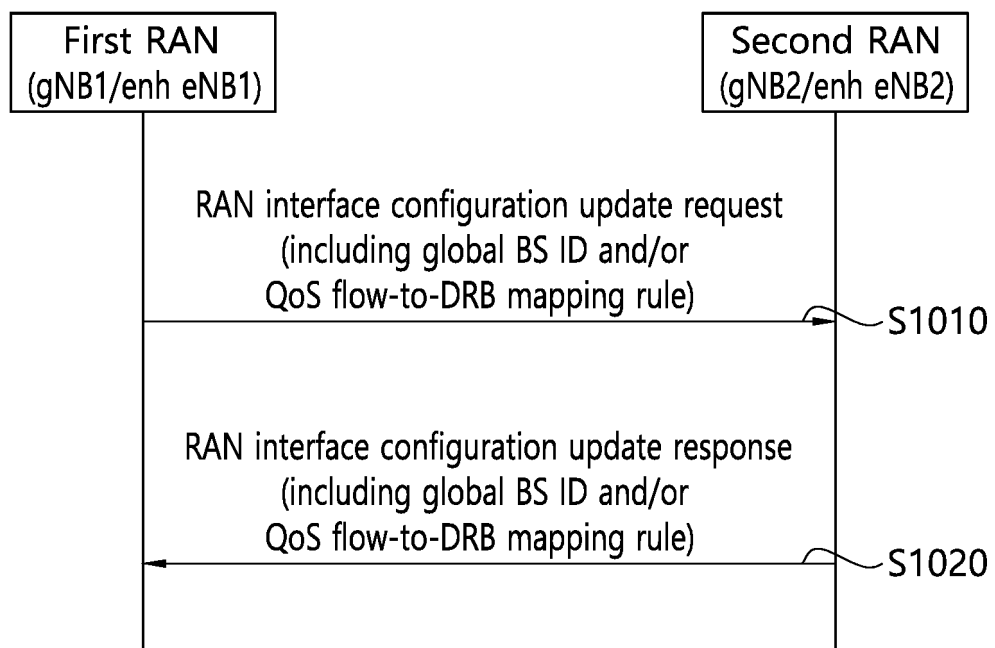 First RAN
(gNB1/enh eNB1)
Second RAN
(gNB2/enh eNB2)
RAN interface configuration update request
(including global BS ID and/or
QoS flow-to-DRB mapping rule)
S1010
RAN interface configuration update response
(including global BS ID and/or
QoS flow-to-DRB mapping rule)
S1020